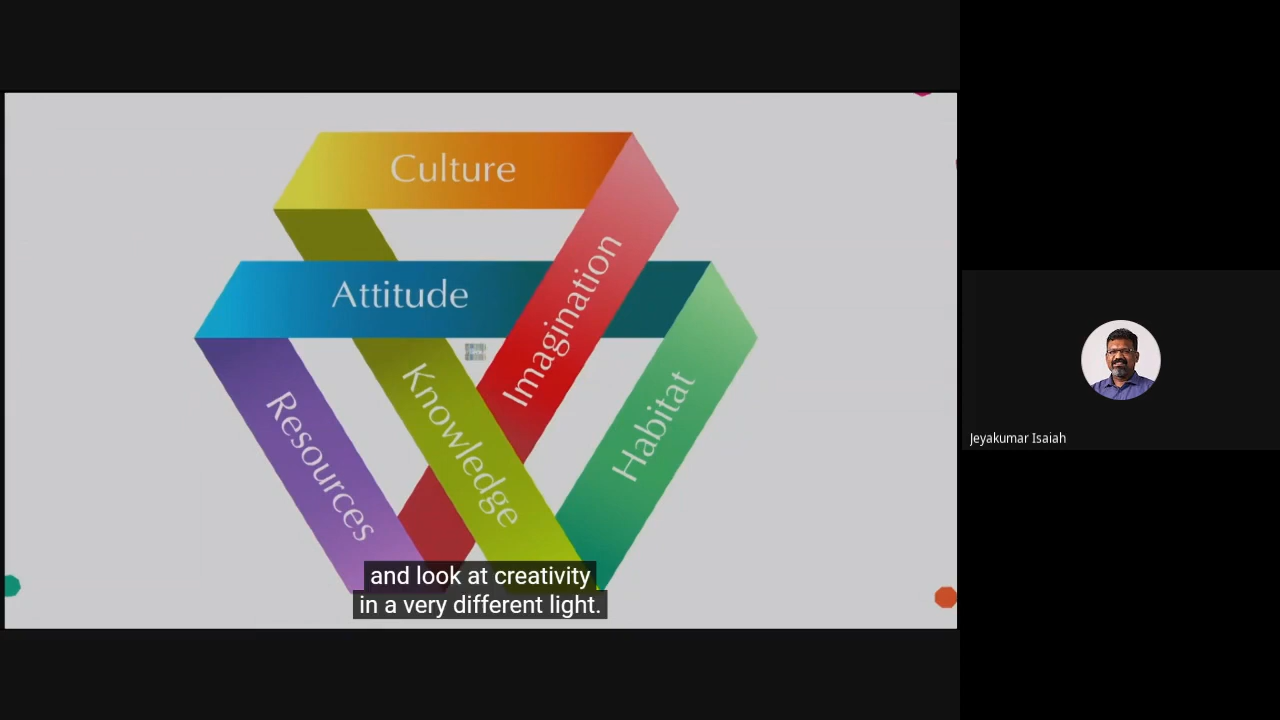 Culture
Attitude
Imagination
Knowledge
Resources
Habitat
and look at creativity
in a very different light.
Jeyakumar Isaiah